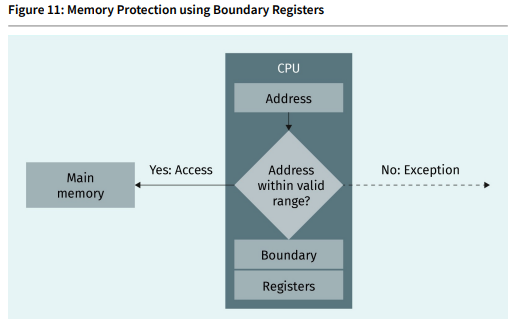 Figure 11: Memory Protection using Boundary Registers
CPU
Address
Main
memory
Yes: Access
Address
within valid
range?
No: Exception
Boundary
Registers